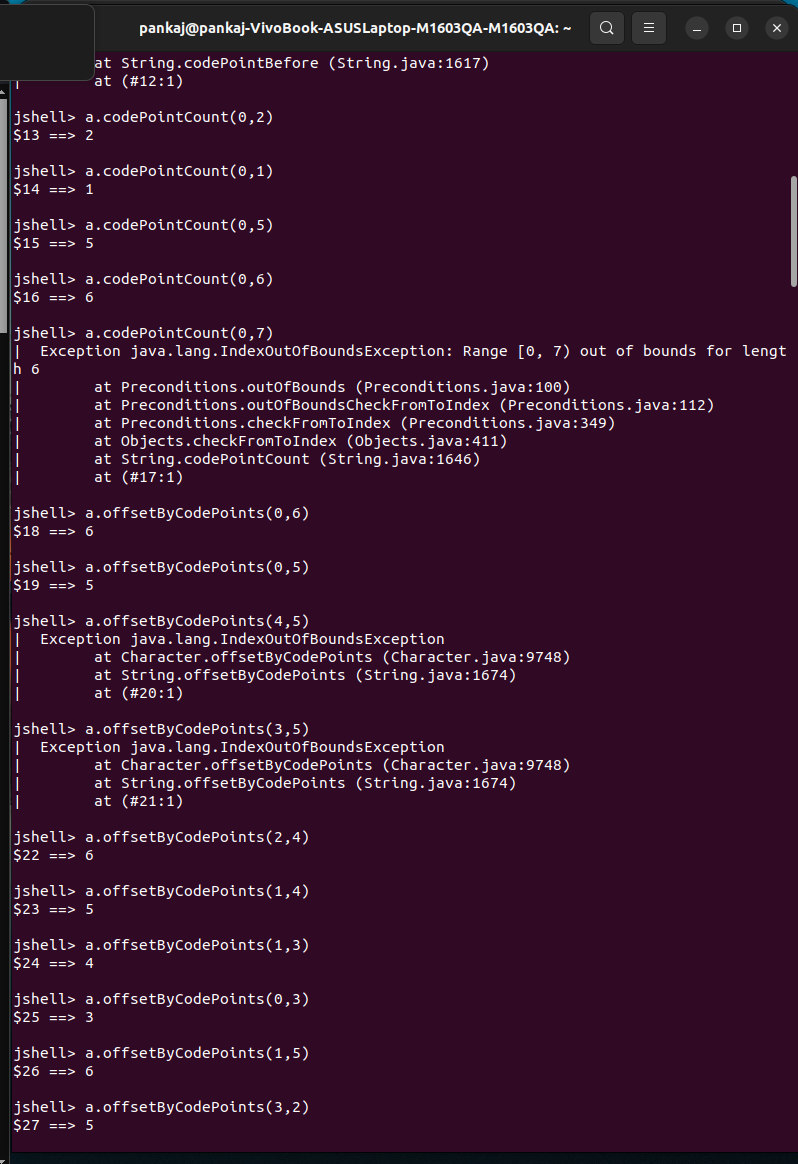 pankaj@pankaj-VivoBook-ASUSLaptop-M1603QA-M1603QA: ~
at String.codePointBefore (String.java:1617)
|        at (#12:1)
jshell> a.codePointCount(0,2)
$13 ==> 2
jshell> a.codePointCount(0,1)
$14 ==> 1
jshell> a.codePointCount(0,5)
$15 ==> 5
jshell> a.codePointCount(0,6)
$16 ==> 6
jshell> a.codePointCount(0,7)
|  Exception java.lang.IndexOutOfBoundsException: Range [0, 7) out of bounds for lengt
h 6
|        at Preconditions.outOfBounds (Preconditions.java:100)
|        at Preconditions.outOfBoundsCheckFromToIndex (Preconditions.java:112)
|        at Preconditions.checkFromToIndex (Preconditions.java:349)
|        at Objects.checkFromToIndex (Objects.java:411)
|        at String.codePointCount (String.java:1646)
|        at (#17:1)
jshell> a.offsetByCodePoints(0,6)
$18 ==> 6
jshell> a.offsetByCodePoints(0,5)
$19 ==> 5
jshell> a.offsetByCodePoints(4,5)
|  Exception java.lang.IndexOutOfBoundsException
|        at Character.offsetByCodePoints (Character.java:9748)
|        at String.offsetByCodePoints (String.java:1674)
|        at (#20:1)
jshell> a.offsetByCodePoints(3,5)
|  Exception java.lang.IndexOutOfBoundsException
|        at Character.offsetByCodePoints (Character.java:9748)
|        at String.offsetByCodePoints (String.java:1674)
|        at (#21:1)
jshell> a.offsetByCodePoints(2,4)
$22 ==> 6
jshell> a.offsetByCodePoints(1,4)
$23 ==> 5
jshell> a.offsetByCodePoints(1,3)
$24 ==> 4
jshell> a.offsetByCodePoints(0,3)
$25 ==> 3
jshell> a.offsetByCodePoints(1,5)
$26 ==> 6
jshell> a.offsetByCodePoints(3,2)
$27 ==> 5